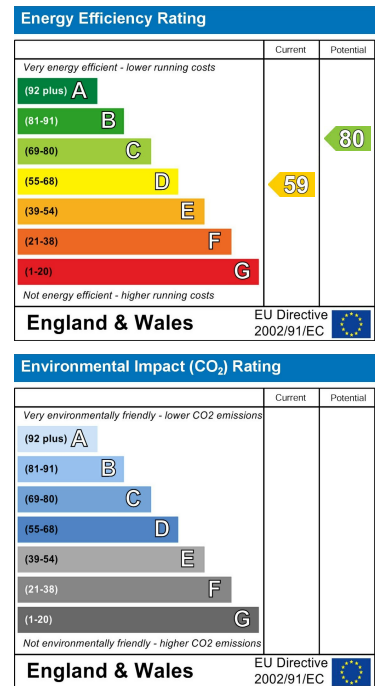 Energy Efficiency Rating
Current Potential
Very energy efficient - lower running costs
(92 plus) A
(81-91) B
(69-80) C
(55-68) D
(39-54) E
(21-38) F
(1-20) G
80
59
Not energy efficient - higher running costs
England & Wales
EU Directive
2002/91/EC
Environmental Impact (CO₂) Rating
Current Potential
Very environmentally friendly - lower CO2 emissions
(92 plus) A
(81-91) B
(69-80) C
(55-68) D
(39-54) E
(21-38) F
(1-20) G
Not environmentally friendly - higher CO2 emissions
England & Wales
EU Directive
2002/91/EC